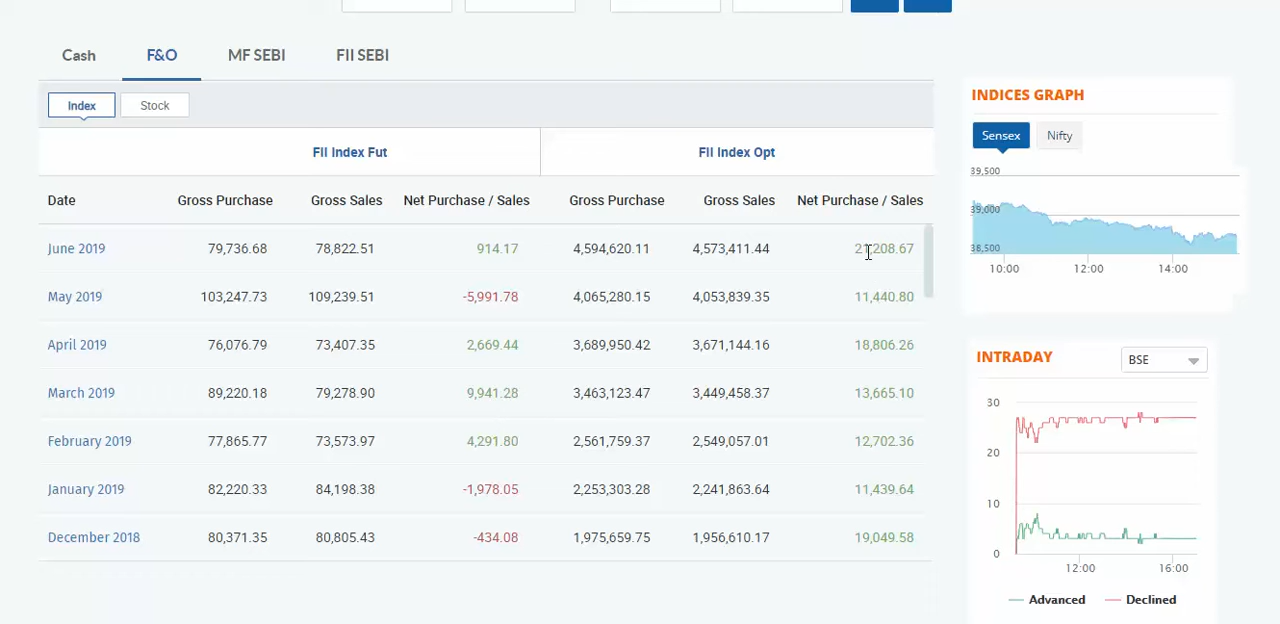 Cash F&O MF SEBI FII SEBI
Index Stock
FII Index Fut FII Index Opt
Date Gross Purchase Gross Sales Net Purchase / Sales Gross Purchase Gross Sales Net Purchase / Sales
June 2019 79,736.68 78,822.51 914.17 4,594,620.11 4,573,411.44 21,208.67
May 2019 103,247.73 109,239.51 -5,991.78 4,065,280.15 4,053,839.35 11,440.80
April 2019 76,076.79 73,407.35 2,669.44 3,689,950.42 3,671,144.16 18,806.26
March 2019 89,220.18 79,278.90 9,941.28 3,463,123.47 3,449,458.37 13,665.10
February 2019 77,865.77 73,573.97 4,291.80 2,561,759.37 2,549,057.01 12,702.36
January 2019 82,220.33 84,198.38 -1,978.05 2,253,303.28 2,241,863.64 11,439.64
December 2018 80,371.35 80,805.43 -434.08 1,975,659.75 1,956,610.17 19,049.58
INDICES GRAPH
Sensex Nifty
39,500
39,000
38,500
10:00 12:00 14:00
INTRADAY BSE
30
20
10
0
12:00 16:00
Advanced Declined